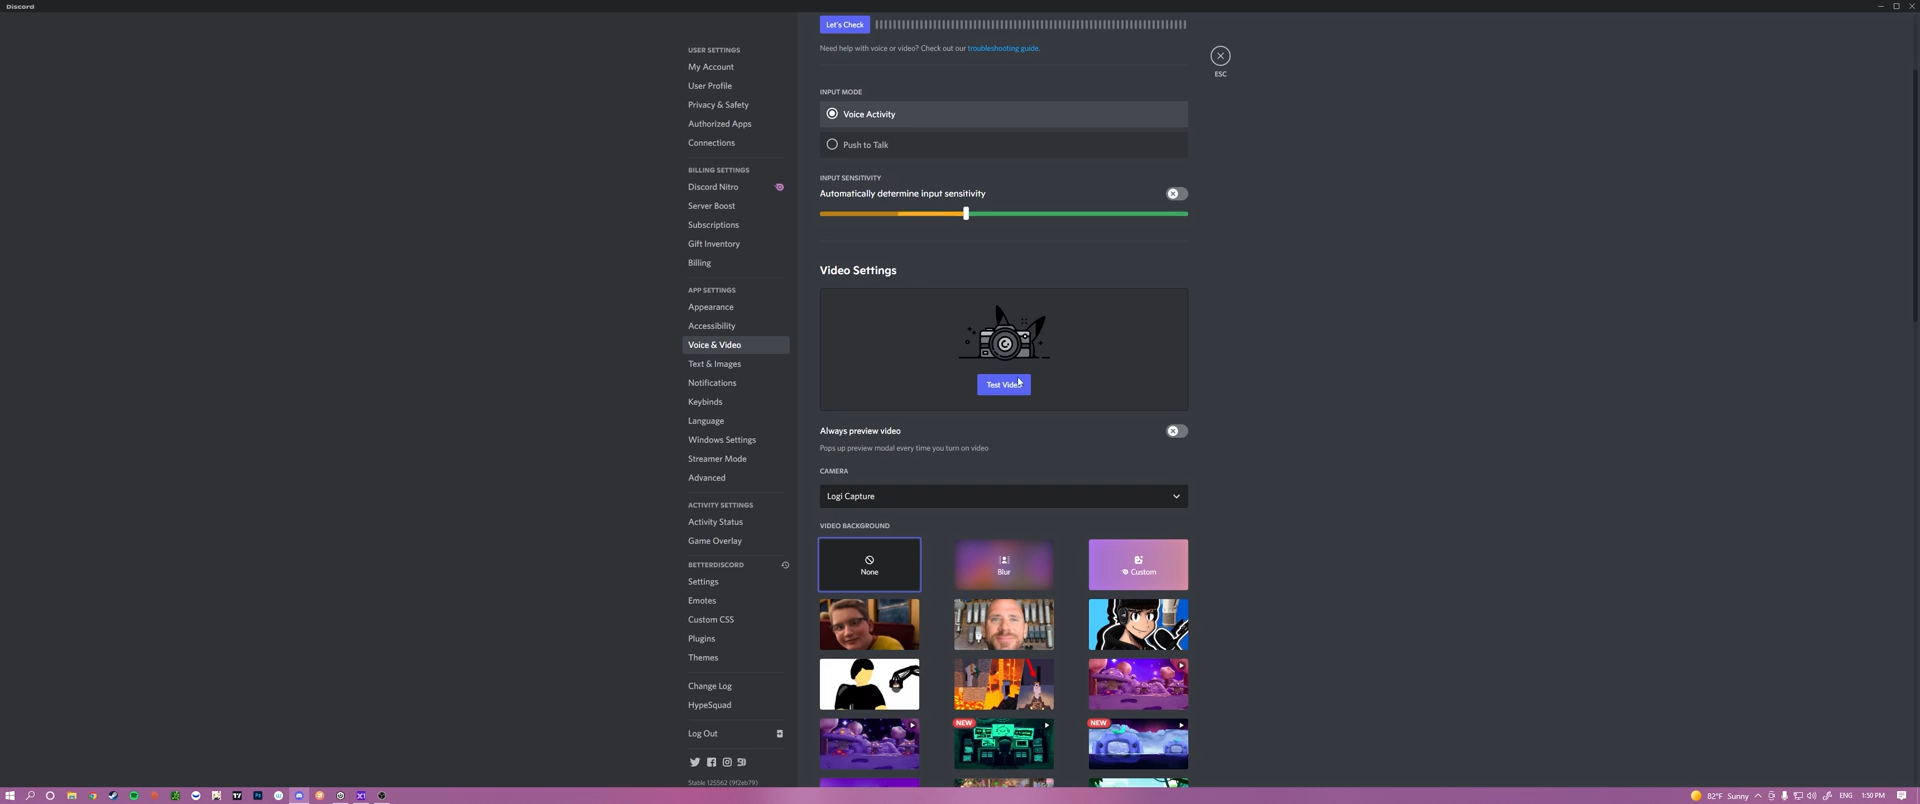 Discord
USER SETTINGS
My Account
User Profile
Privacy & Safety
Authorized Apps
Connections
BILLING SETTINGS
Discord Nitro
Server Boost
Subscriptions
Gift Inventory
Billing
APP SETTINGS
Appearance
Accessibility
Voice & Video
Text & Images
Notifications
Keybinds
Language
Windows Settings
Streamer Mode
Advanced
ACTIVITY SETTINGS
Activity Status
Game Overlay
BETTERDISCORD
Settings
Emotes
Custom CSS
Plugins
Themes
Change Log
HypeSquad
Log Out
Stable 125562 (9f2eb79)
Let's Check
Need help with voice or video? Check out our troubleshooting guide.
ESC
INPUT MODE
Voice Activity
Push to Talk
INPUT SENSITIVITY
Automatically determine input sensitivity
Video Settings
Test Video
Always preview video
Pops up preview modal every time you turn on video
CAMERA
Logi Capture
VIDEO BACKGROUND
None
Blur
Custom
NEW
NEW
82°F Sunny
ENG
1:50 PM